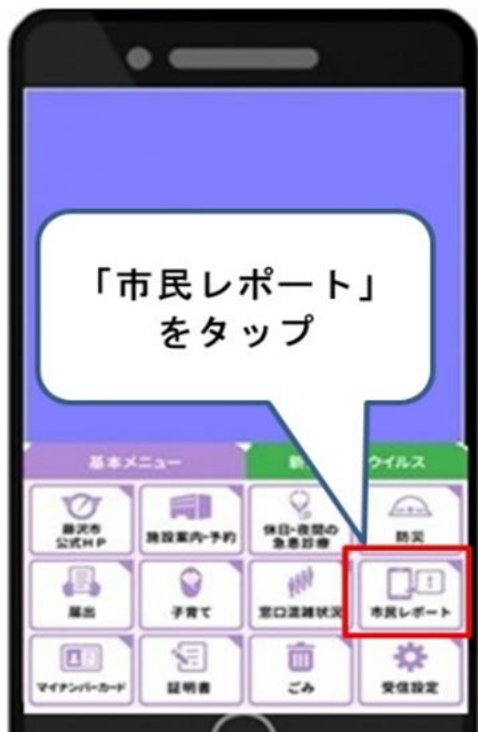 「市民レポート」
をタップ
基本メニュー
ウイルス
藤沢市
公式HP
施設案内・予約
休日・夜間の
急患診療
防災
届出
子育て
窓口混雑状況
市民レポート
マイナンバーカード
証明書
ごみ
受信設定